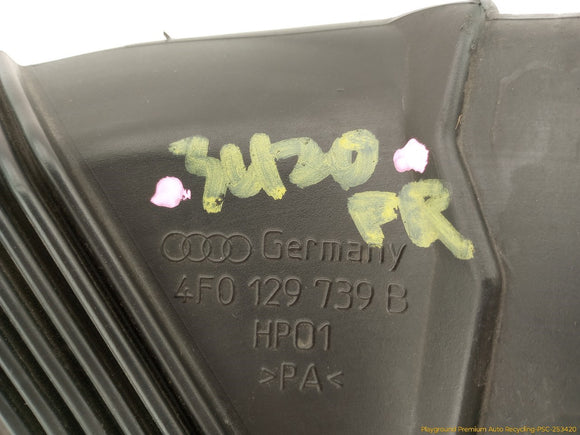 3420
FR
Germany
4F0 129 739 B
HP01
>PA<
Playground Premium Auto Recycling-PSC-253420